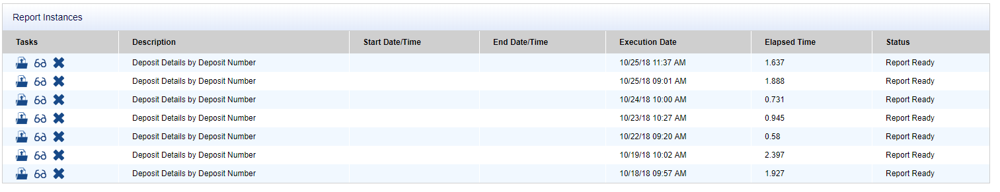 Report Instances
Tasks Description Start Date/Time End Date/Time Execution Date Elapsed Time Status
Deposit Details by Deposit Number 10/25/18 11:37 AM 1.637 Report Ready
Deposit Details by Deposit Number 10/25/18 09:01 AM 1.888 Report Ready
Deposit Details by Deposit Number 10/24/18 10:00 AM 0.731 Report Ready
Deposit Details by Deposit Number 10/23/18 10:27 AM 0.945 Report Ready
Deposit Details by Deposit Number 10/22/18 09:20 AM 0.58 Report Ready
Deposit Details by Deposit Number 10/19/18 10:02 AM 2.397 Report Ready
Deposit Details by Deposit Number 10/18/18 09:57 AM 1.927 Report Ready